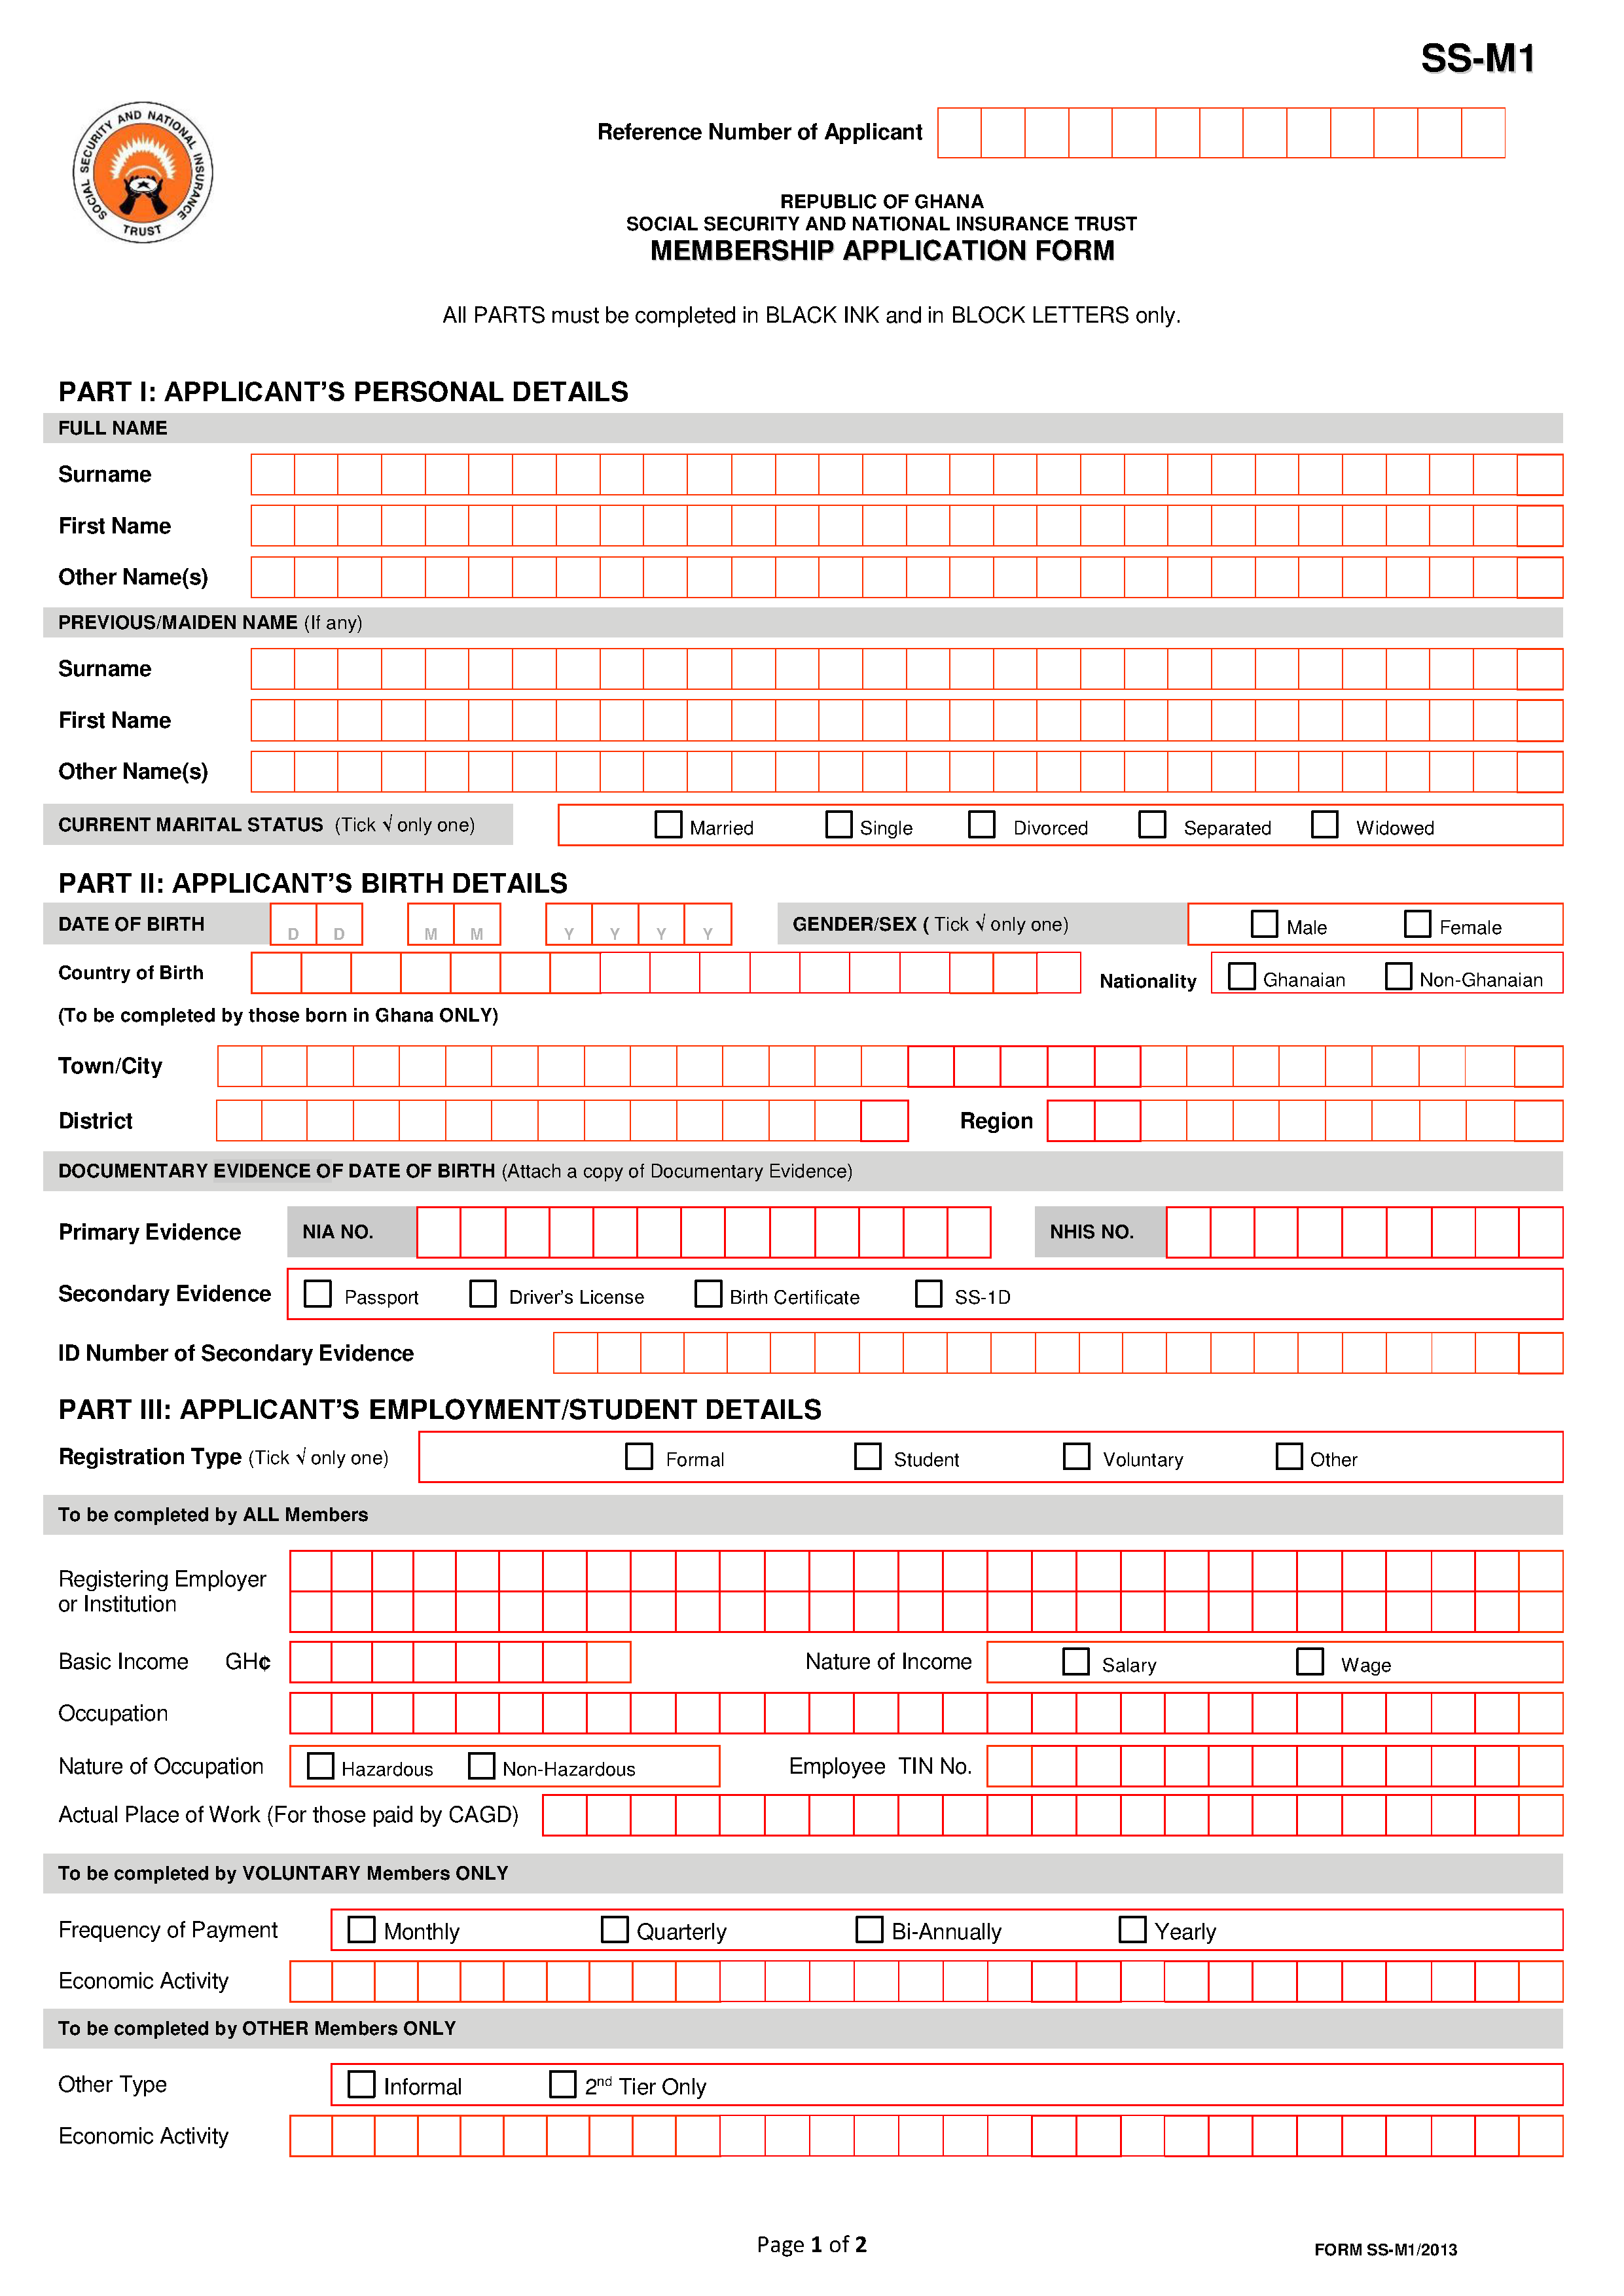 SS-M1
SOCIAL SECURITY AND NATIONAL INSURANCE TRUST
Reference Number of Applicant
REPUBLIC OF GHANA
SOCIAL SECURITY AND NATIONAL INSURANCE TRUST
MEMBERSHIP APPLICATION FORM
All PARTS must be completed in BLACK INK and in BLOCK LETTERS only.
PART I: APPLICANT’S PERSONAL DETAILS
FULL NAME
Surname
First Name
Other Name(s)
PREVIOUS/MAIDEN NAME (If any)
Surname
First Name
Other Name(s)
CURRENT MARITAL STATUS (Tick √ only one) Married Single Divorced Separated Widowed
PART II: APPLICANT’S BIRTH DETAILS
DATE OF BIRTH D D M M Y Y Y Y GENDER/SEX ( Tick √ only one) Male Female
Country of Birth Nationality Ghanaian Non-Ghanaian
(To be completed by those born in Ghana ONLY)
Town/City
District Region
DOCUMENTARY EVIDENCE OF DATE OF BIRTH (Attach a copy of Documentary Evidence)
Primary Evidence NIA NO. NHIS NO.
Secondary Evidence Passport Driver’s License Birth Certificate SS-1D
ID Number of Secondary Evidence
PART III: APPLICANT’S EMPLOYMENT/STUDENT DETAILS
Registration Type (Tick √ only one) Formal Student Voluntary Other
To be completed by ALL Members
Registering Employer
or Institution
Basic Income GH¢ Nature of Income Salary Wage
Occupation
Nature of Occupation Hazardous Non-Hazardous Employee TIN No.
Actual Place of Work (For those paid by CAGD)
To be completed by VOLUNTARY Members ONLY
Frequency of Payment Monthly Quarterly Bi-Annually Yearly
Economic Activity
To be completed by OTHER Members ONLY
Other Type Informal 2nd Tier Only
Economic Activity
Page 1 of 2
FORM SS-M1/2013